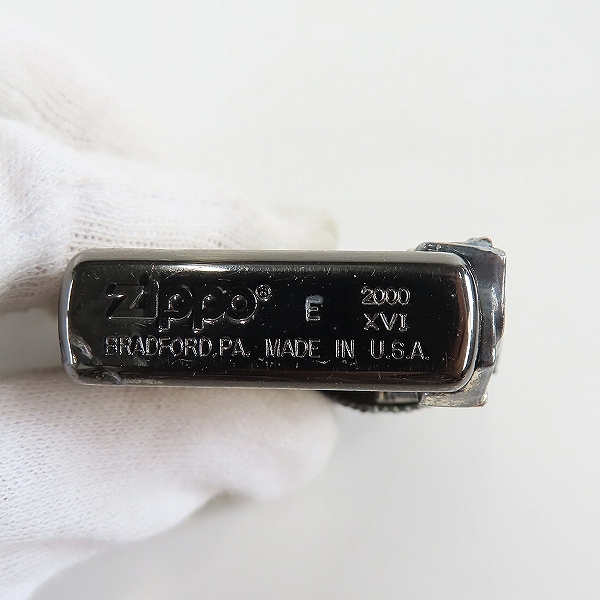 Zippo® E 2000
XVI
BRADFORD,PA. MADE IN U.S.A.